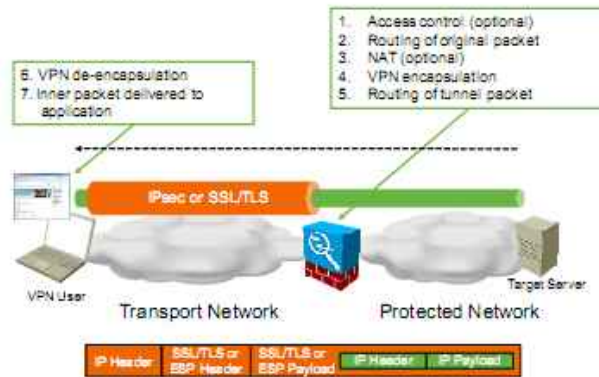 1. Access control (optional)
2. Routing of original packet
3. NAT (optional)
4. VPN encapsulation
5. Routing of tunnel packet
6. VPN de-encapsulation
7. Inner packet delivered to
application
IPsec or SSL/TLS
VPN User
Transport Network
Protected Network
Target Server
IP Header
SSL/TLS or
ESP Header
SSL/TLS or
ESP Payload
IP Header
IP Payload